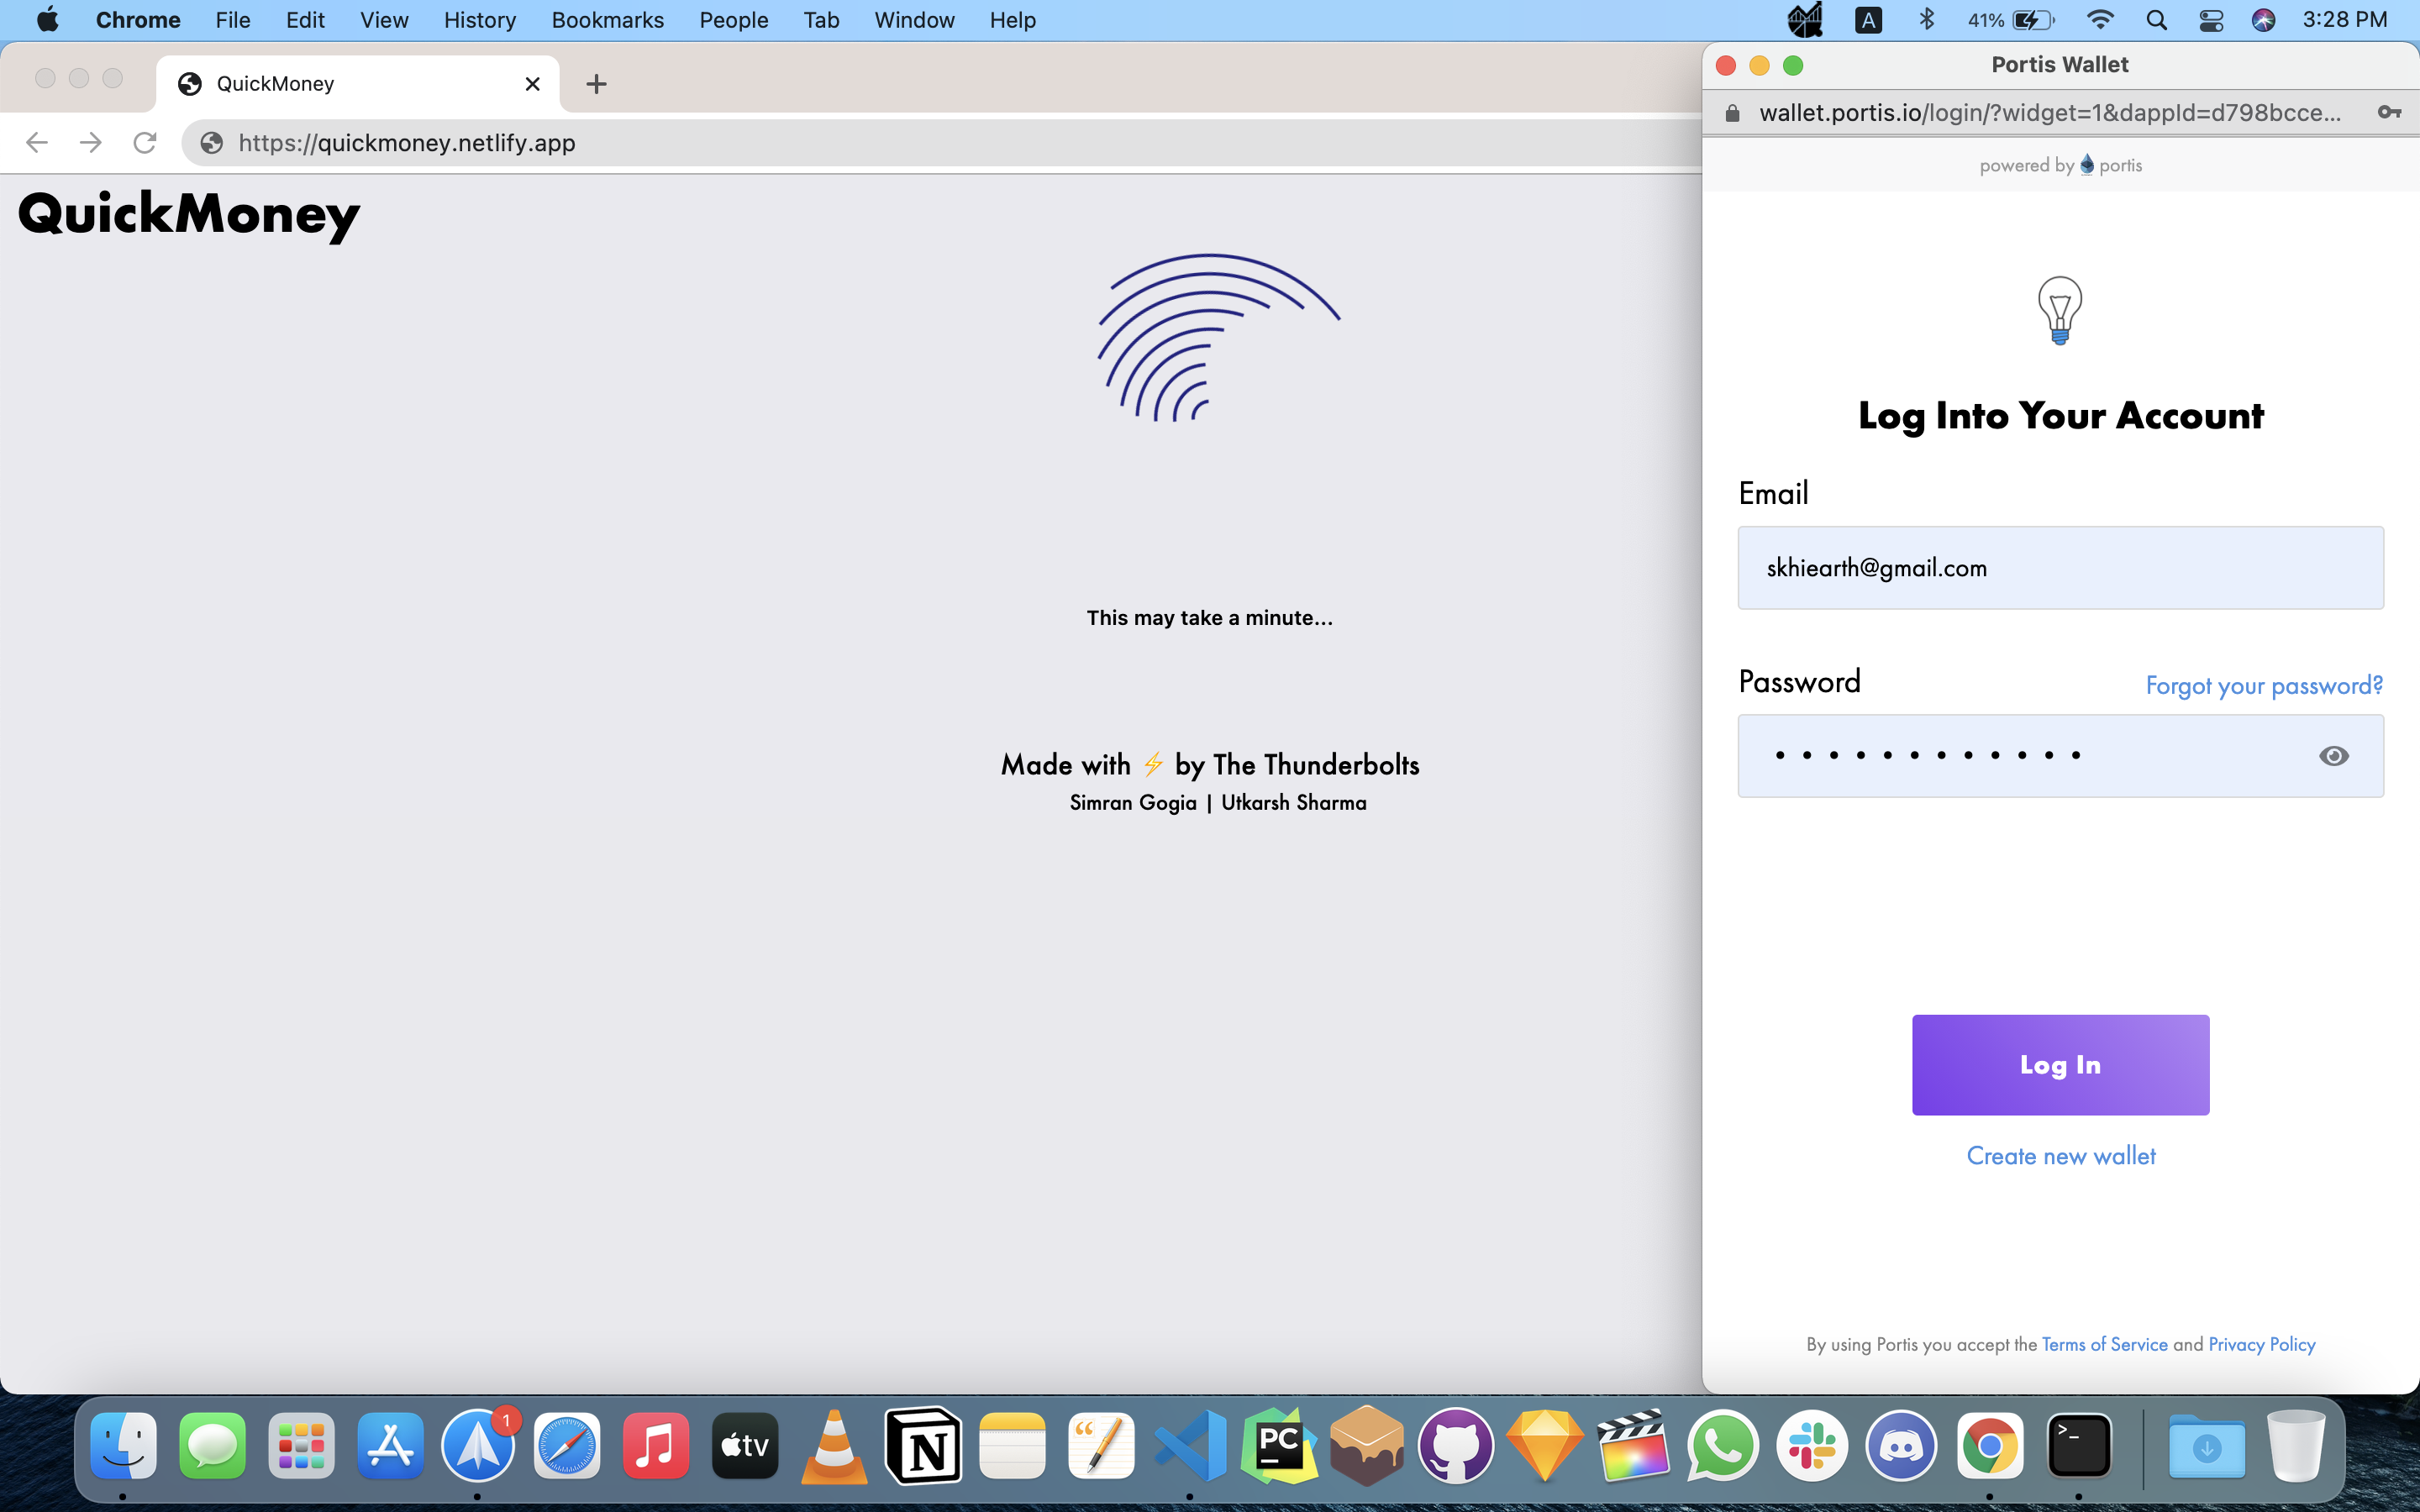 Chrome File Edit View History Bookmarks People Tab Window Help
A 41% 3:28 PM
QuickMoney
https://quickmoney.netlify.app
QuickMoney
This may take a minute...
Made with ⚡ by The Thunderbolts
Simran Gogia | Utkarsh Sharma
Portis Wallet
wallet.portis.io/login/?widget=1&dappId=d798bcce...
powered by portis
Log Into Your Account
Email
skhiearth@gmail.com
Password
Forgot your password?
Log In
Create new wallet
By using Portis you accept the Terms of Service and Privacy Policy
1
tv
N
PC
>_